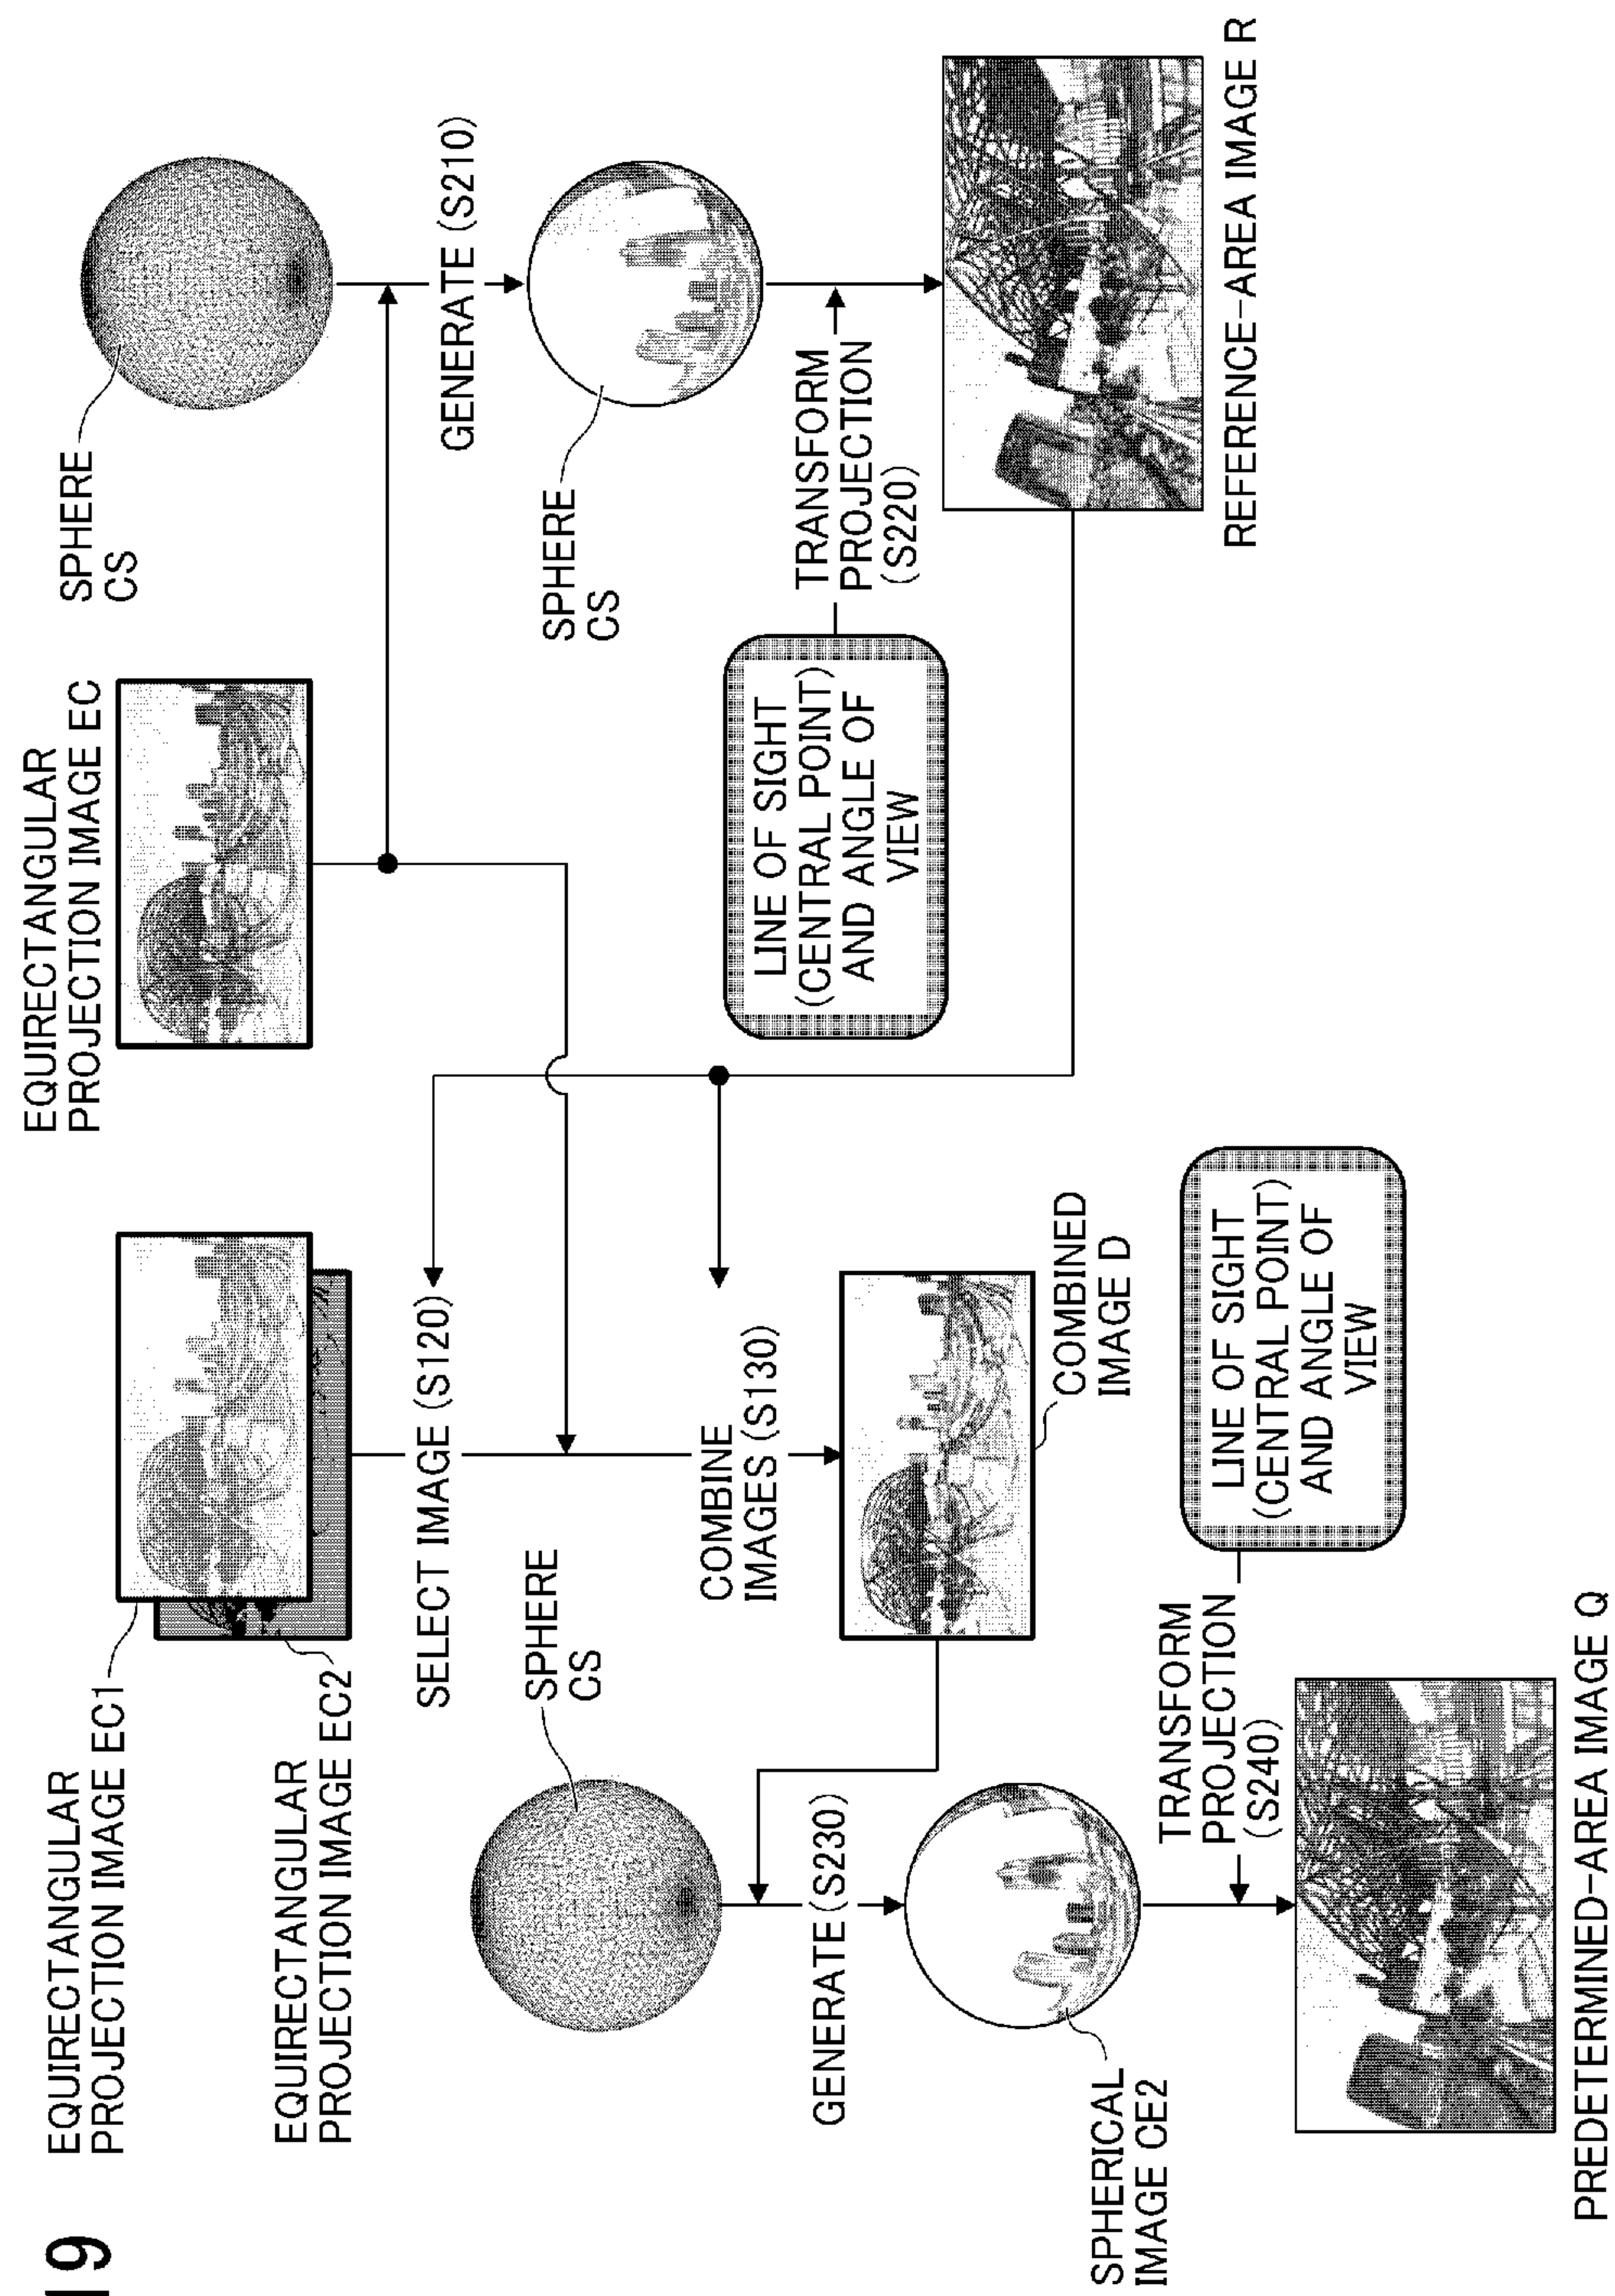 19
EQUIRECTANGULAR
PROJECTION IMAGE EC1
EQUIRECTANGULAR
PROJECTION IMAGE EC2
EQUIRECTANGULAR
PROJECTION IMAGE EC
SPHERE
CS
SELECT IMAGE (S120)
GENERATE (S210)
SPHERE
CS
SPHERE
CS
COMBINE
IMAGES (S130)
LINE OF SIGHT
(CENTRAL POINT)
AND ANGLE OF
VIEW
TRANSFORM
PROJECTION
(S220)
GENERATE (S230)
COMBINED
IMAGE D
REFERENCE-AREA IMAGE R
SPHERICAL
IMAGE CE2
TRANSFORM
PROJECTION
(S240)
LINE OF SIGHT
(CENTRAL POINT)
AND ANGLE OF
VIEW
PREDETERMINED-AREA IMAGE Q